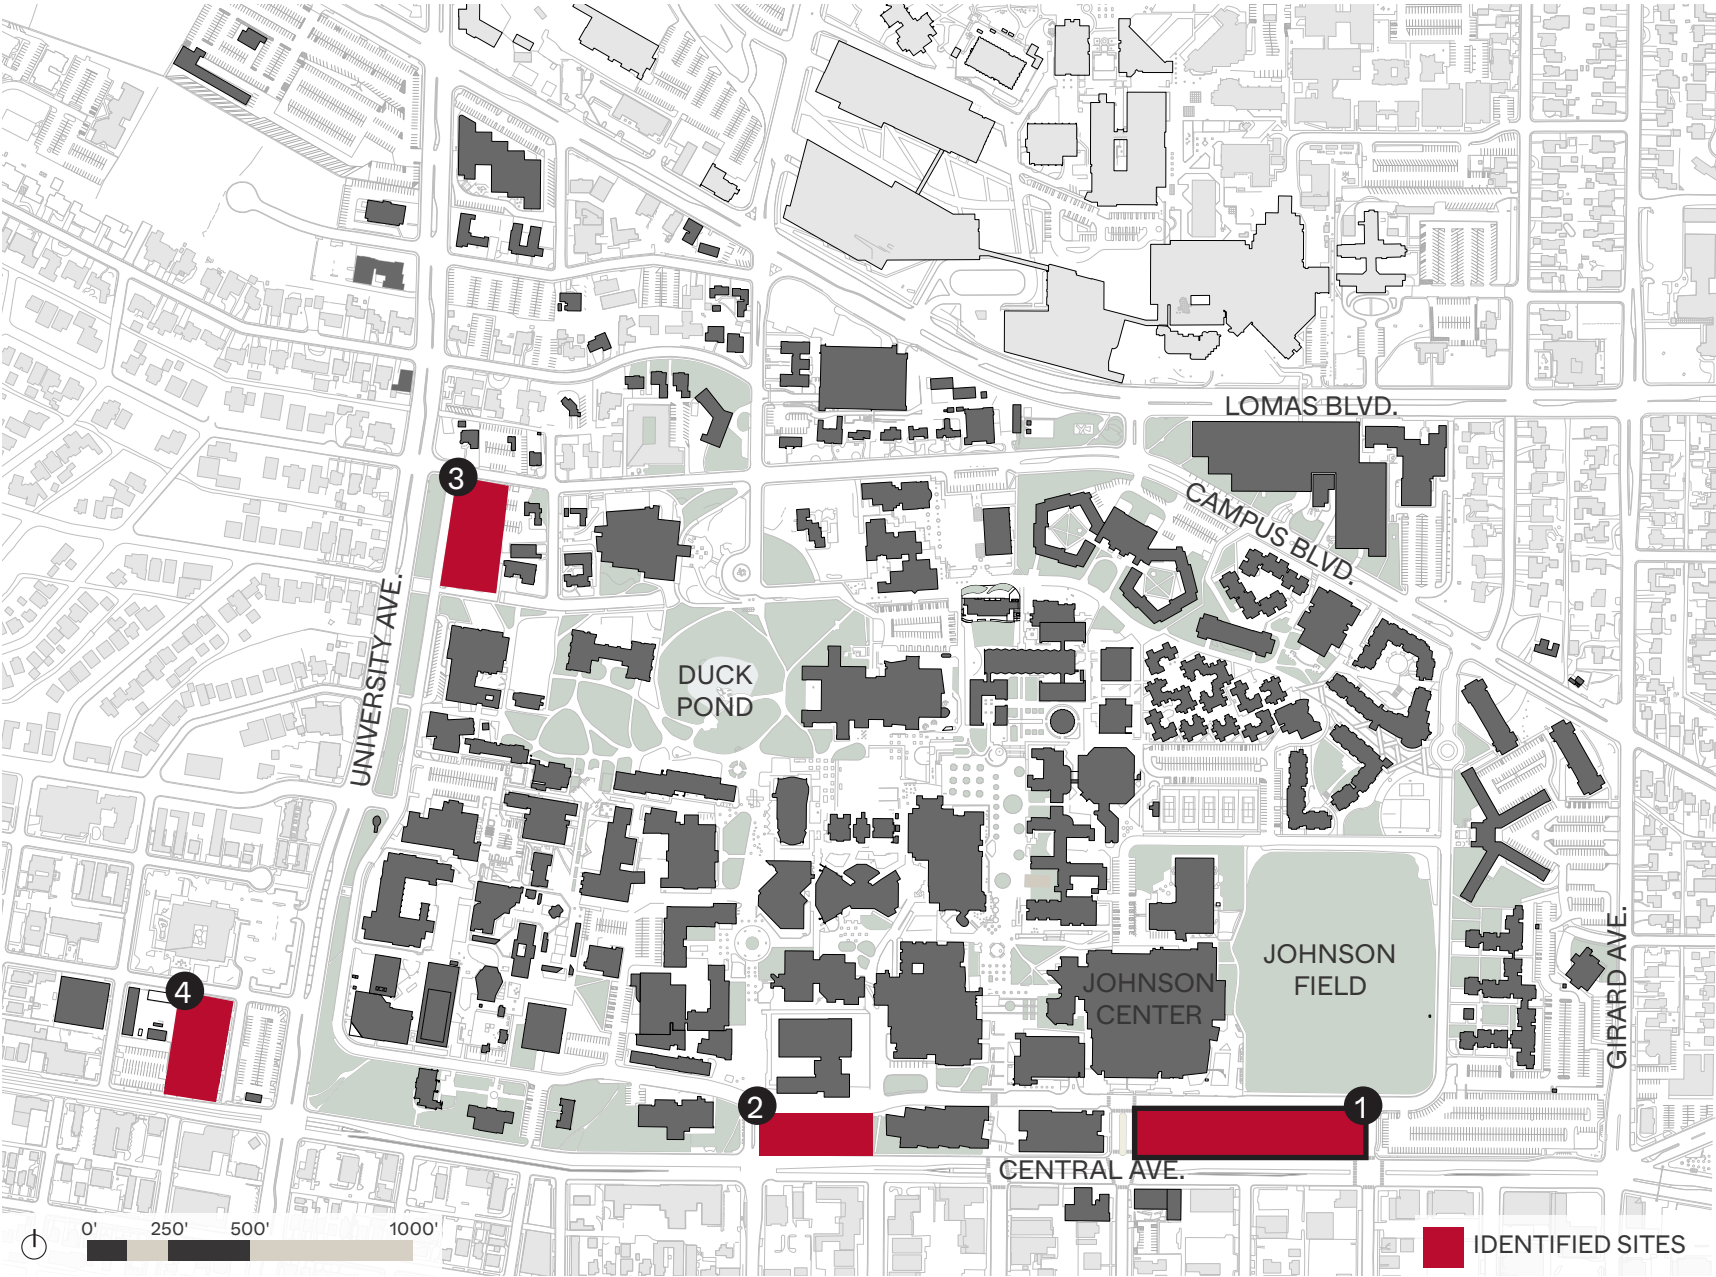 LOMAS BLVD.
3
CAMPUS BLVD.
UNIVERSITY AVE.
DUCK
POND
JOHNSON
FIELD
JOHNSON
CENTER
GIRARD AVE.
4
2
1
CENTRAL AVE.
0' 250' 500' 1000'
IDENTIFIED SITES